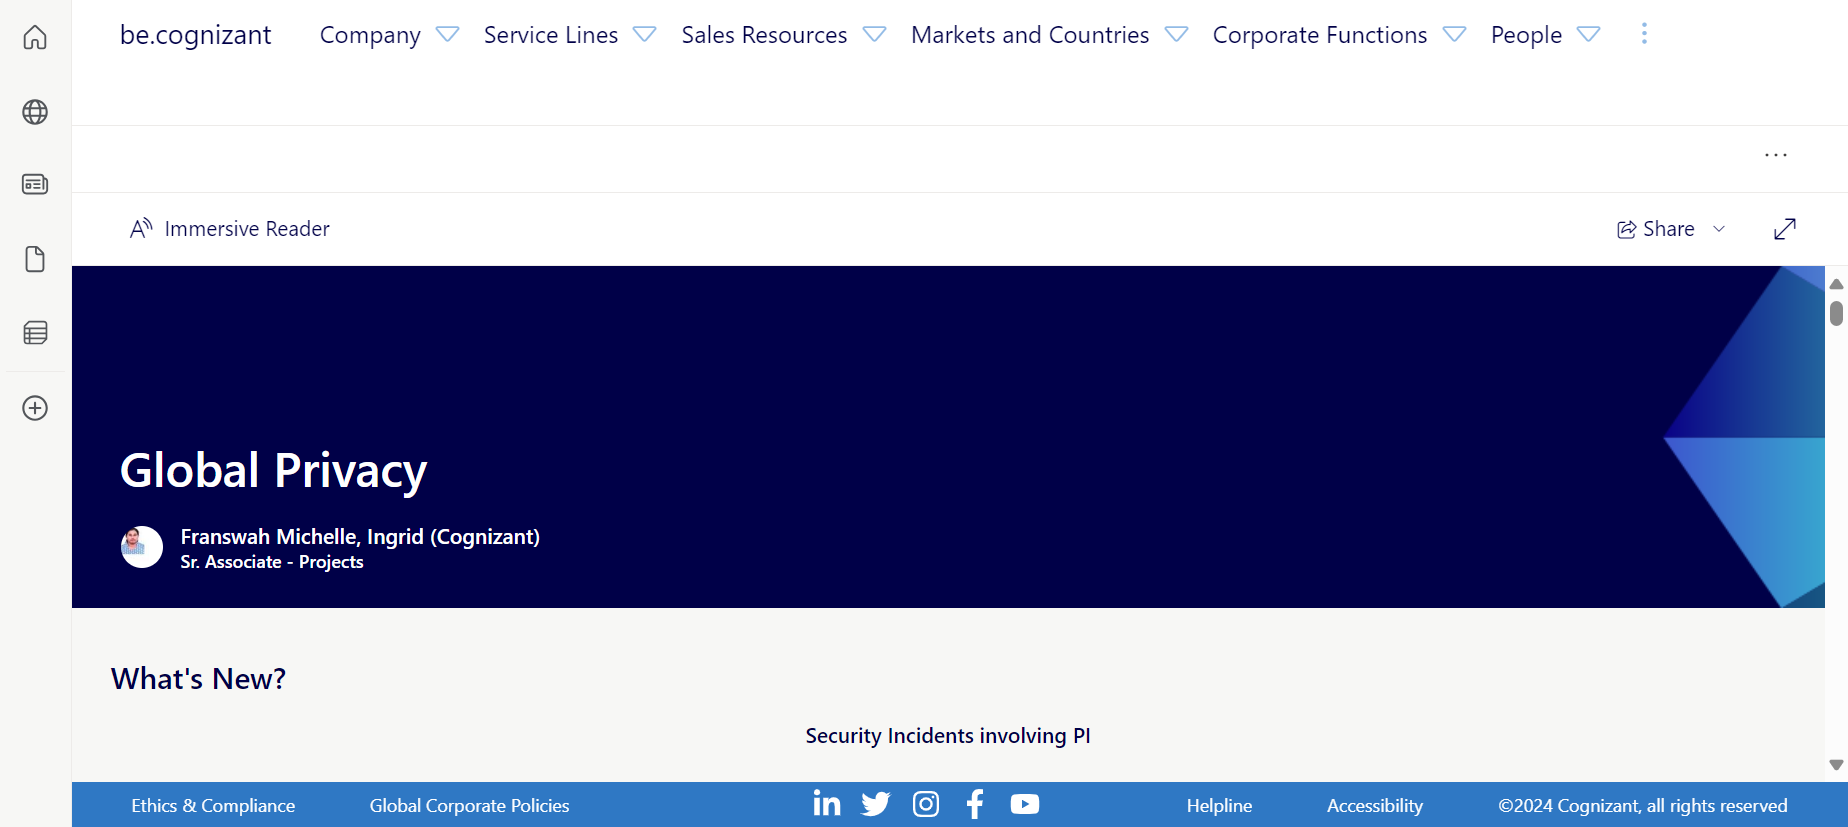 be.cognizant Company Service Lines Sales Resources Markets and Countries Corporate Functions People
Immersive Reader Share
Global Privacy
Franswah Michelle, Ingrid (Cognizant)
Sr. Associate - Projects
What's New?
Security Incidents involving PI
Ethics & Compliance Global Corporate Policies Helpline Accessibility ©2024 Cognizant, all rights reserved